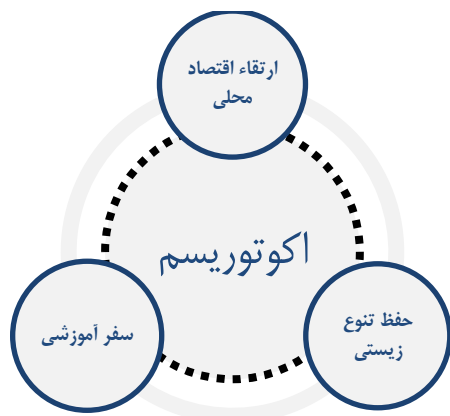 ارتقاء اقتصاد
محلی
اکوتوریسم
حفظ تنوع
زیستی
سفر آموزشی